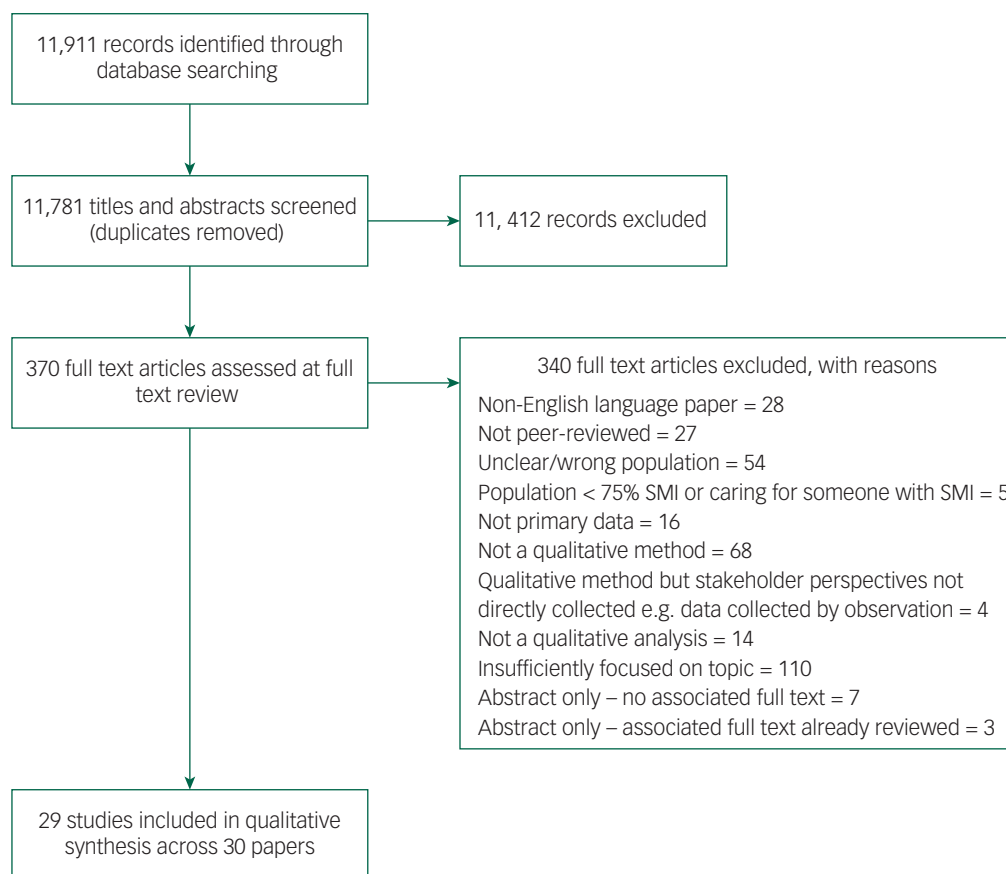 11,911 records identified through
database searching
11,781 titles and abstracts screened
(duplicates removed)
11, 412 records excluded
370 full text articles assessed at full
text review
340 full text articles excluded, with reasons
Non-English language paper = 28
Not peer-reviewed = 27
Unclear/wrong population = 54
Population < 75% SMI or caring for someone with SMI = 5
Not primary data = 16
Not a qualitative method = 68
Qualitative method but stakeholder perspectives not
directly collected e.g. data collected by observation = 4
Not a qualitative analysis = 14
Insufficiently focused on topic = 110
Abstract only – no associated full text = 7
Abstract only – associated full text already reviewed = 3
29 studies included in qualitative
synthesis across 30 papers